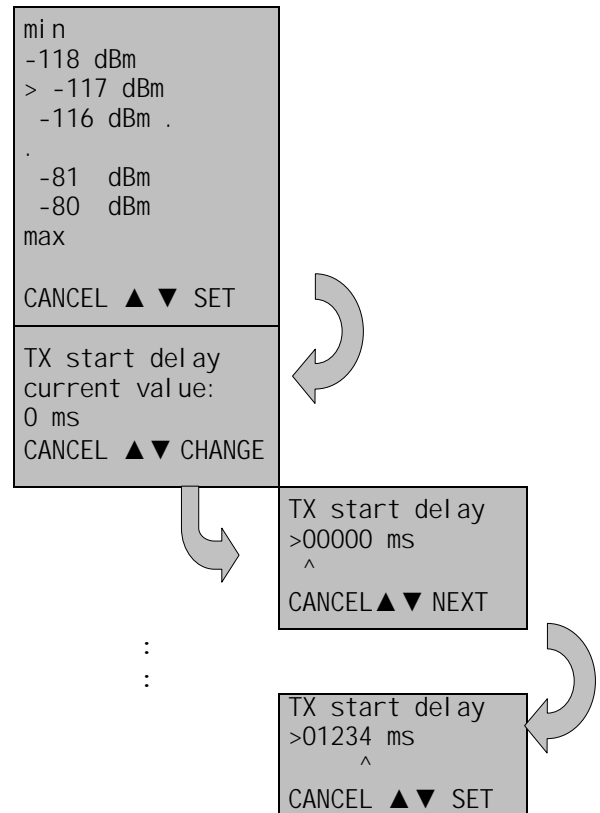 min
-118 dBm
> -117 dBm
-116 dBm .
.
-81 dBm
-80 dBm
max
CANCEL ▲ ▼ SET
TX start delay
current value:
0 ms
CANCEL ▲▼ CHANGE
TX start delay
>00000 ms
^
CANCEL▲ ▼ NEXT
:
:
TX start delay
>01234 ms
^
CANCEL ▲▼ SET